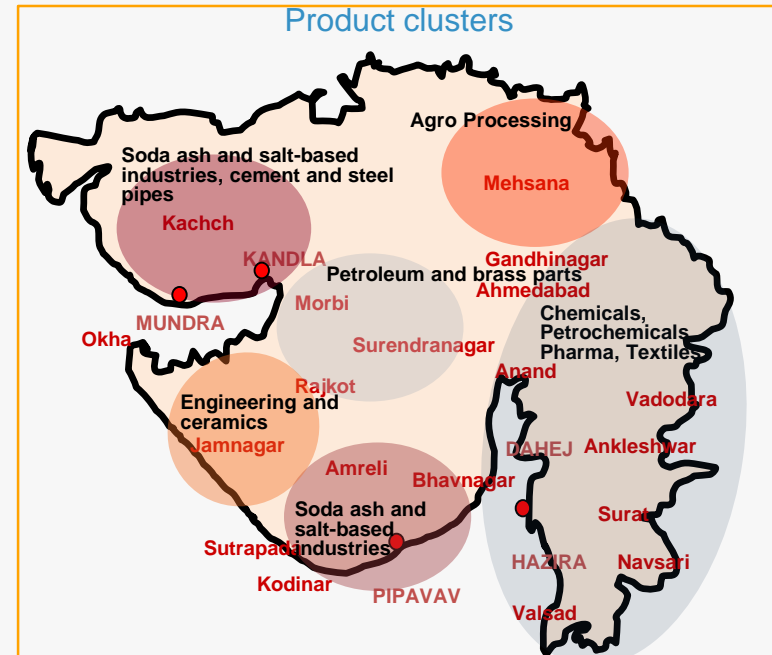 Product clusters
Agro Processing
Soda ash and salt-based
industries, cement and steel
pipes
Mehsana
Kachch
KANDLA
Gandhinagar
Petroleum and brass parts
Ahmedabad
Morbi
MUNDRA
Chemicals,
Petrochemicals
Pharma, Textiles
Okha
Surendranagar
Anand
Rajkot
Vadodara
Engineering and
ceramics
Jamnagar
DAHEJ
Ankleshwar
Amreli
Bhavnagar
Soda ash and
salt-based
industries
Surat
Sutrapada
HAZIRA
Navsari
Kodinar
PIPAVAV
Valsad